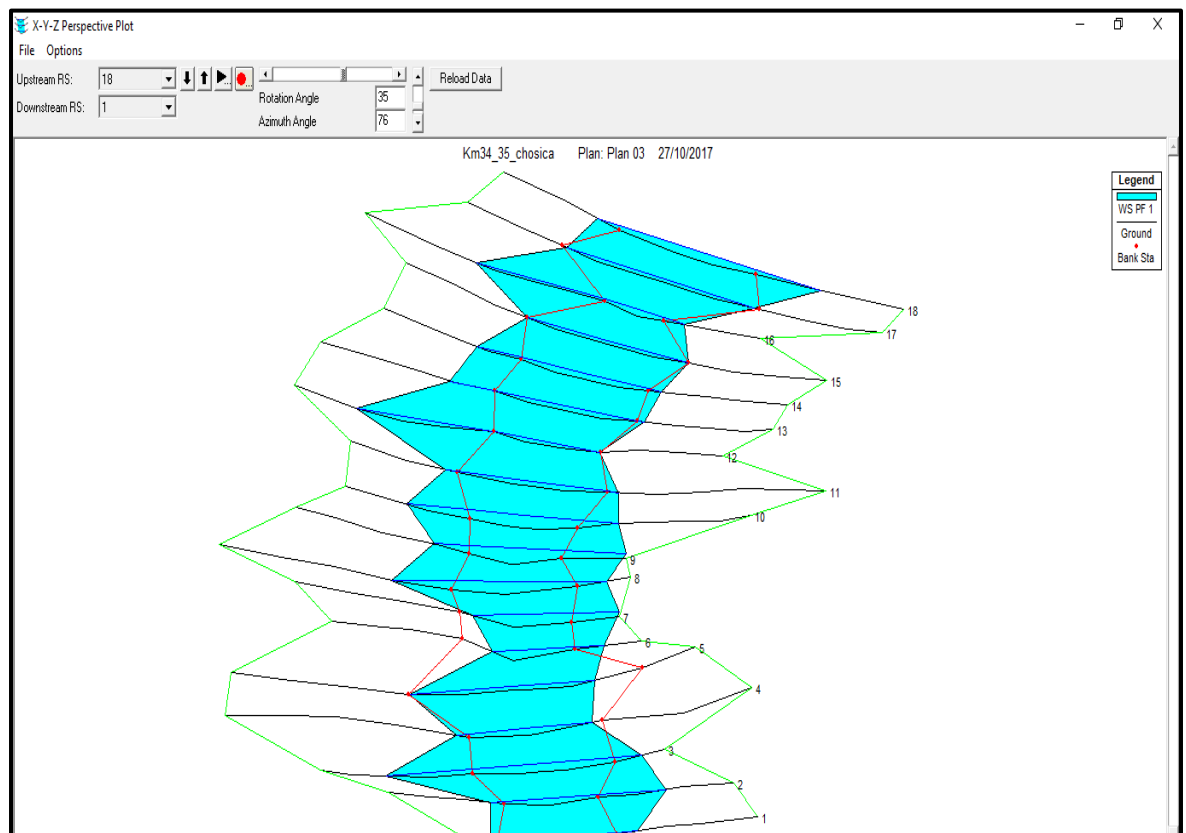 X-Y-Z Perspective Plot
File Options
Upstream RS: 18
Downstream RS: 1
Rotation Angle 35
Azimuth Angle 76
Reload Data
Km34_35_chosica Plan: Plan 03 27/10/2017
Legend
WS PF 1
Ground
Bank Sta
18
17
16
15
14
13
12
11
10
9
8
7
6
5
4
3
2
1